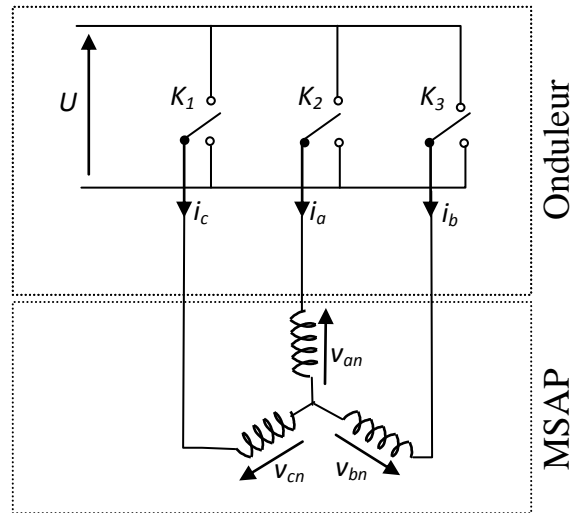 U
K1
K2
K3
ic
ia
ib
Onduleur
van
vcn
vbn
MSAP